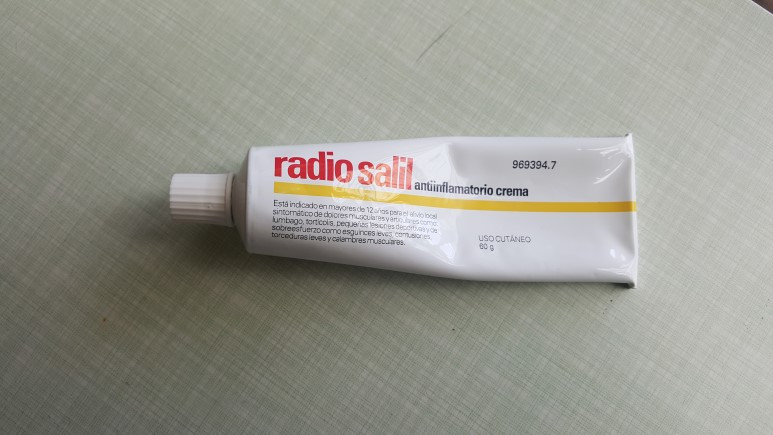 radio salil
antiinflamatorio crema
969394.7
Está indicado en mayores de 12 años para el alivio local
sintomático de dolores musculares y articulares como:
lumbago, tortícolis, pequeñas lesiones deportivas y de
sobreesfuerzo como esguinces leves, contusiones,
torceduras leves y calambres musculares.
USO CUTÁNEO
60 g